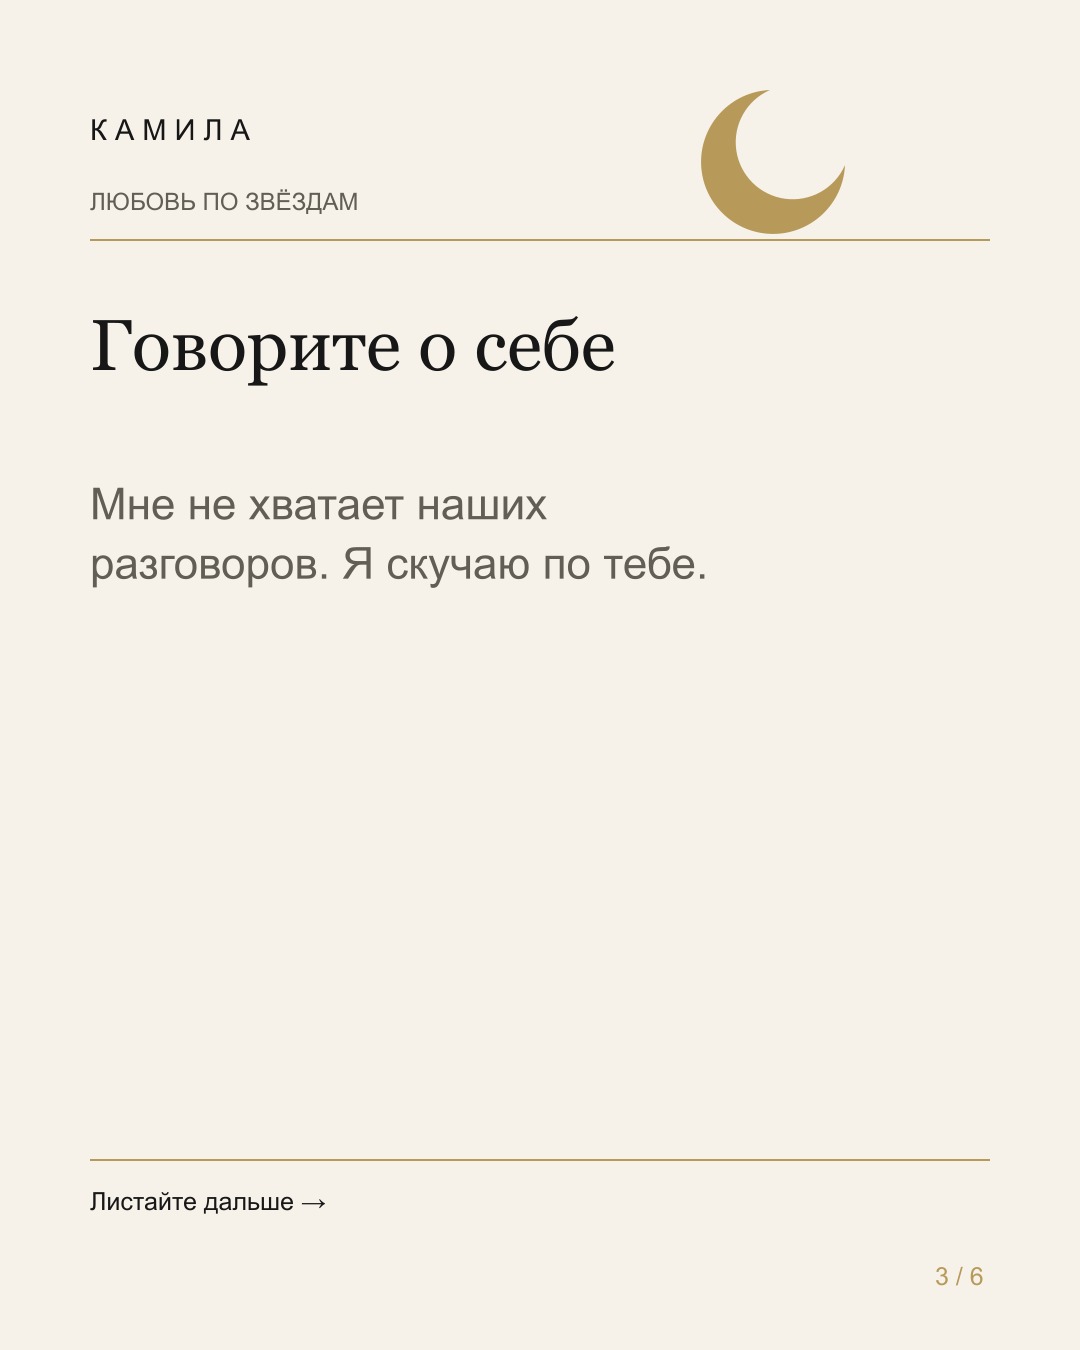 КАМИЛА
ЛЮБОВЬ ПО ЗВЁЗДАМ
Говорите о себе
Мне не хватает наших
разговоров. Я скучаю по тебе.
Листайте дальше →
3 / 6